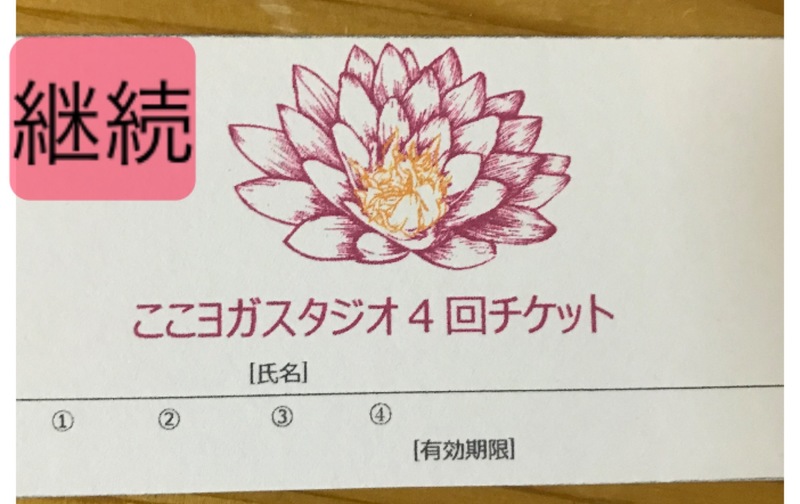 継続
ここヨガスタジオ４回チケット
[氏名]
① ② ③ ④
[有効期限]